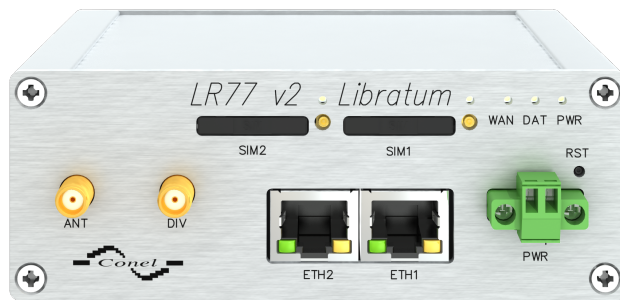 LR77 v2 Libratum
WAN DAT PWR
SIM2 SIM1
RST
ANT DIV
Conel
ETH2 ETH1
PWR